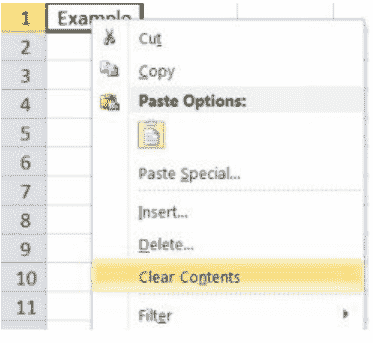 1 Example
Cut
2
Copy
3
4 Paste Options:
5
6
Paste Special...
7
Insert...
8
9 Delete...
10 Clear Contents
11
Filter